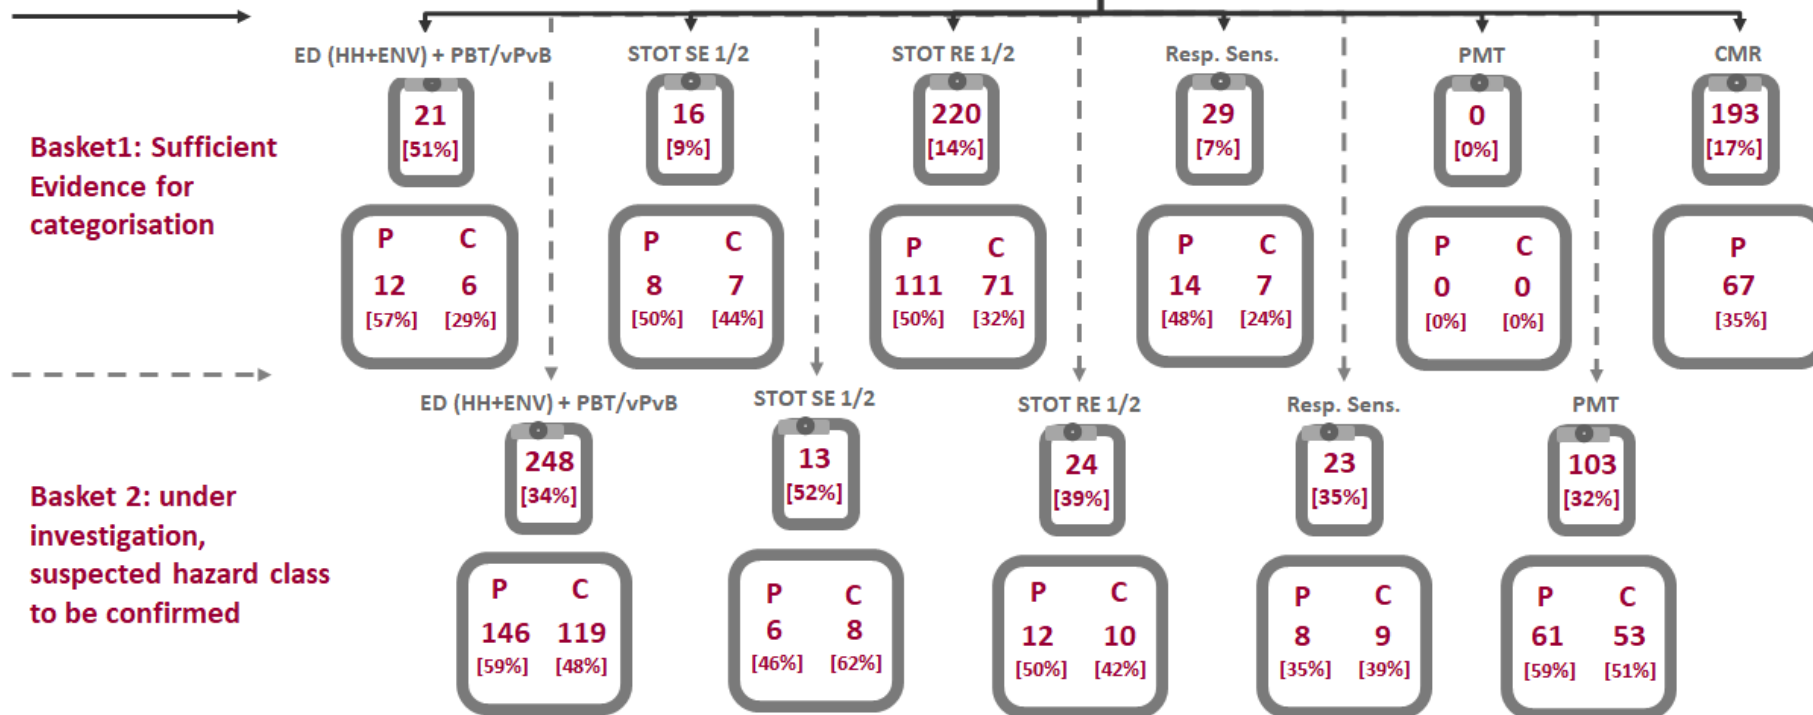 ED (HH+ENV) + PBT/vPvB
STOT SE 1/2
STOT RE 1/2
Resp. Sens.
PMT
CMR
Basket1: Sufficient
Evidence for
categorisation
21
[51%]
16
[9%]
220
[14%]
29
[7%]
0
[0%]
193
[17%]
P C
12 6
[57%] [29%]
P C
8 7
[50%] [44%]
P C
111 71
[50%] [32%]
P C
14 7
[48%] [24%]
P C
0 0
[0%] [0%]
P
67
[35%]
ED (HH+ENV) + PBT/vPvB
STOT SE 1/2
STOT RE 1/2
Resp. Sens.
PMT
Basket 2: under
investigation,
suspected hazard class
to be confirmed
248
[34%]
13
[52%]
24
[39%]
23
[35%]
103
[32%]
P C
146 119
[59%] [48%]
P C
6 8
[46%] [62%]
P C
12 10
[50%] [42%]
P C
8 9
[35%] [39%]
P C
61 53
[59%] [51%]